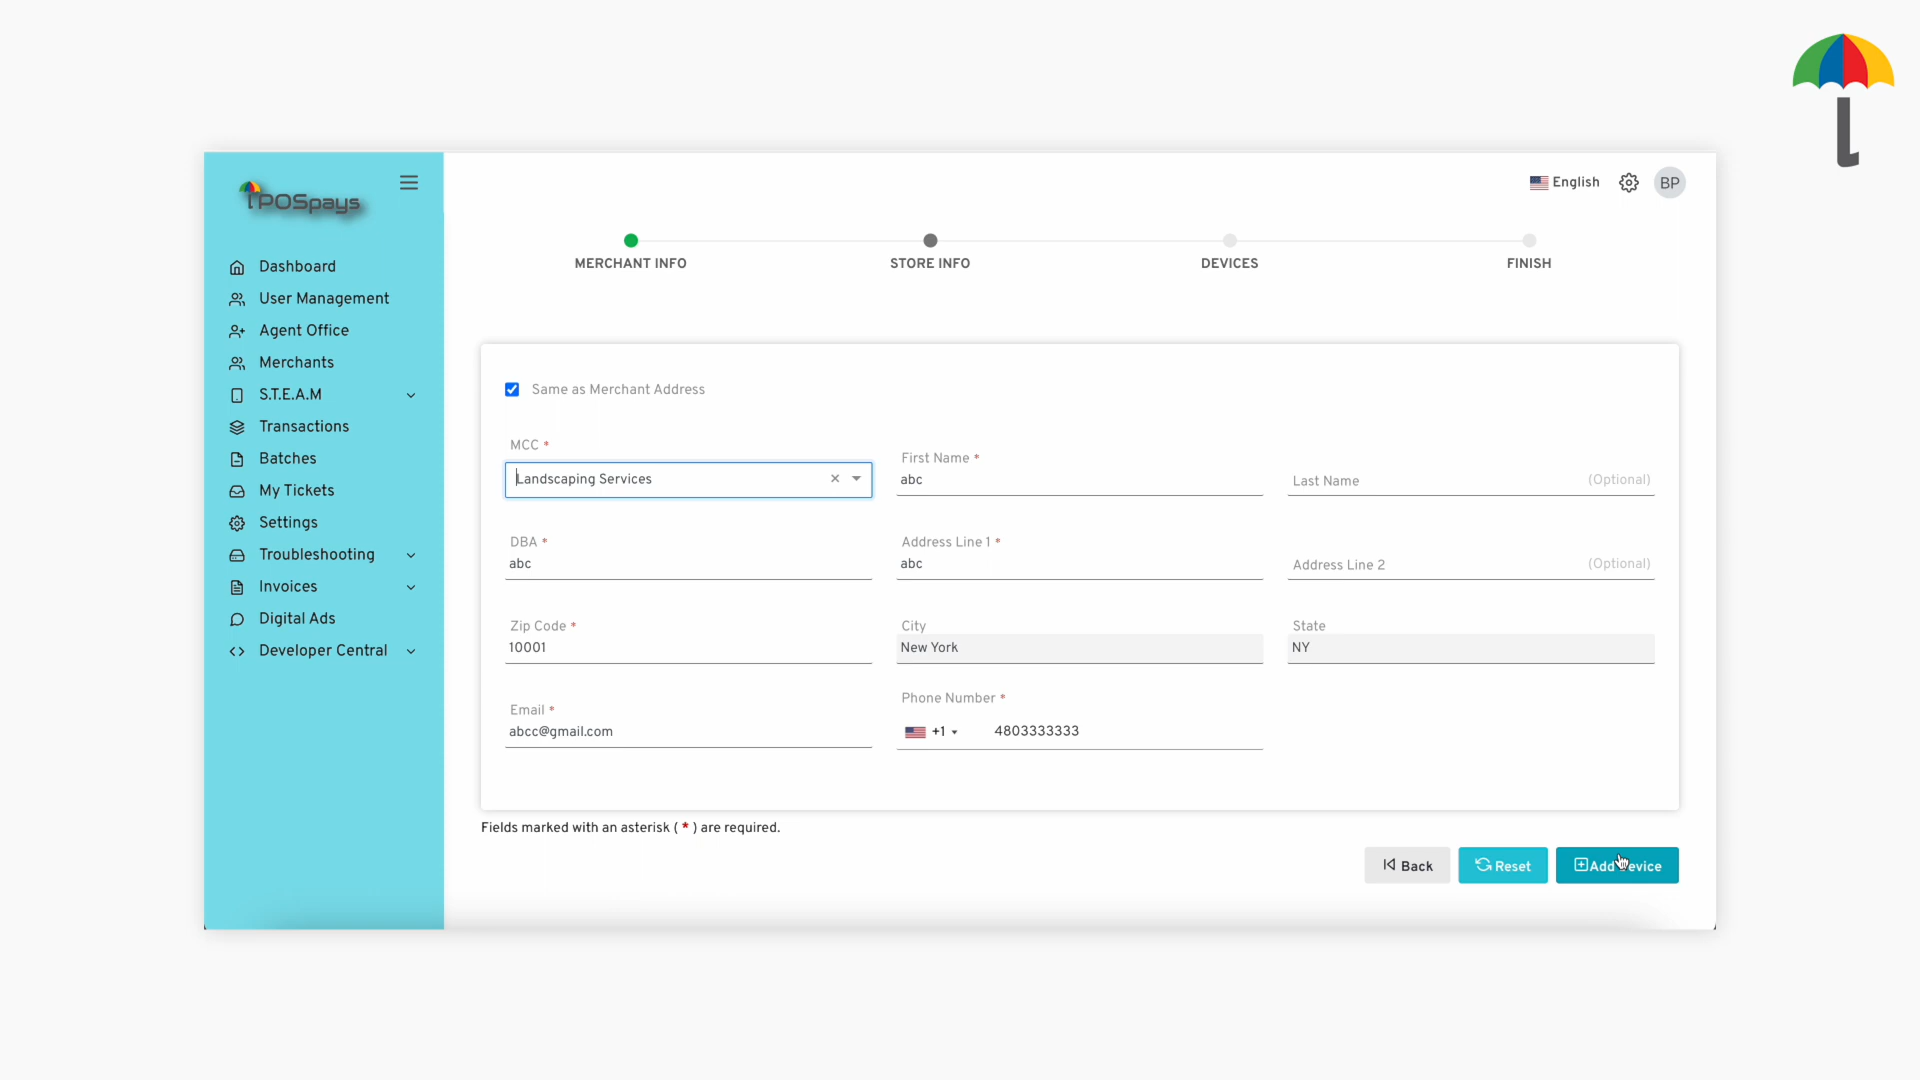 iPOSpays
English
BP
Dashboard
User Management
Agent Office
Merchants
S.T.E.A.M
Transactions
Batches
My Tickets
Settings
Troubleshooting
Invoices
Digital Ads
Developer Central
MERCHANT INFO
STORE INFO
DEVICES
FINISH
Same as Merchant Address
MCC *
Landscaping Services
First Name *
abc
Last Name (Optional)
DBA *
abc
Address Line 1 *
abc
Address Line 2 (Optional)
Zip Code *
10001
City
New York
State
NY
Email *
abcc@gmail.com
Phone Number *
+1 4803333333
Fields marked with an asterisk ( * ) are required.
Back
Reset
Add Device